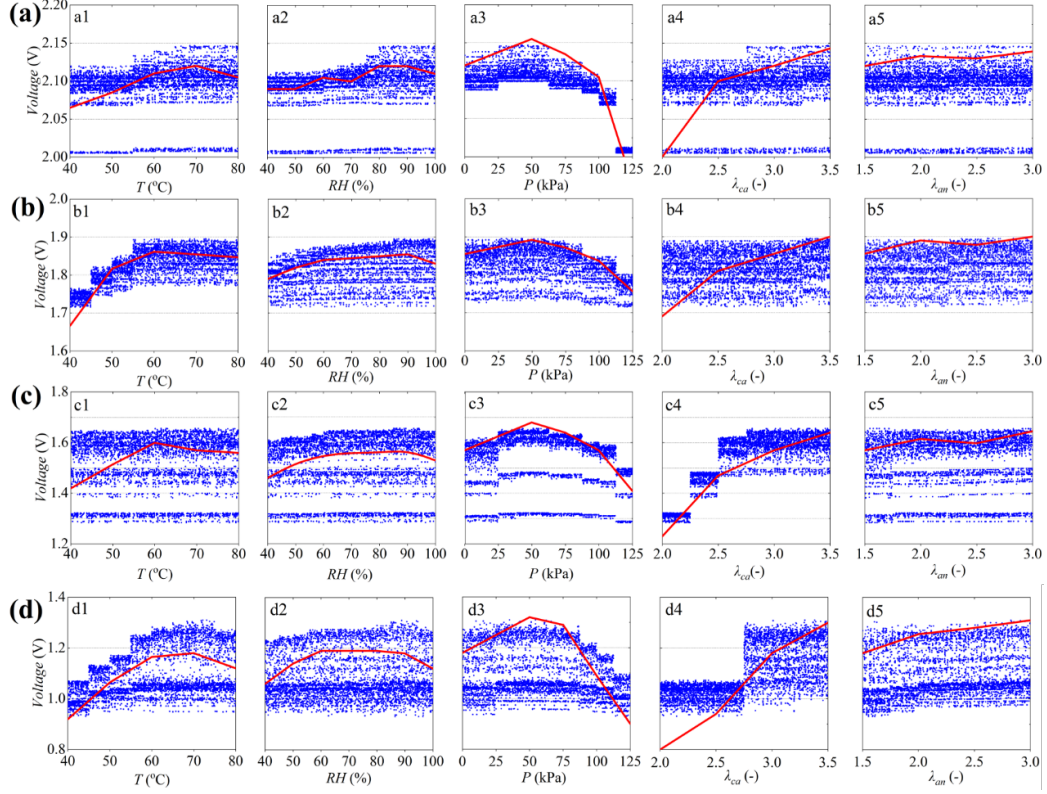 (a)
Voltage (V)
2.20
2.15
2.10
2.05
2.00
a1
a2
a3
a4
a5
40 50 60 70 80
40 50 60 70 80 90 100
0 25 50 75 100 125
2.0 2.5 3.0 3.5
1.5 2.0 2.5 3.0
T (°C)
RH (%)
P (kPa)
λca (-)
λan (-)
(b)
Voltage (V)
2.0
1.9
1.8
1.7
1.6
b1
b2
b3
b4
b5
40 50 60 70 80
40 50 60 70 80 90 100
0 25 50 75 100 125
2.0 2.5 3.0 3.5
1.5 2.0 2.5 3.0
T (°C)
RH (%)
P (kPa)
λca (-)
λan (-)
(c)
Voltage (V)
1.8
1.6
1.4
1.2
c1
c2
c3
c4
c5
40 50 60 70 80
40 50 60 70 80 90 100
0 25 50 75 100 125
2.0 2.5 3.0 3.5
1.5 2.0 2.5 3.0
T (°C)
RH (%)
P (kPa)
λca(-)
λan (-)
(d)
Voltage (V)
1.4
1.2
1.0
0.8
d1
d2
d3
d4
d5
40 50 60 70 80
40 50 60 70 80 90 100
0 25 50 75 100 125
2.0 2.5 3.0 3.5
1.5 2.0 2.5 3.0
T (°C)
RH (%)
P (kPa)
λca (-)
λan (-)